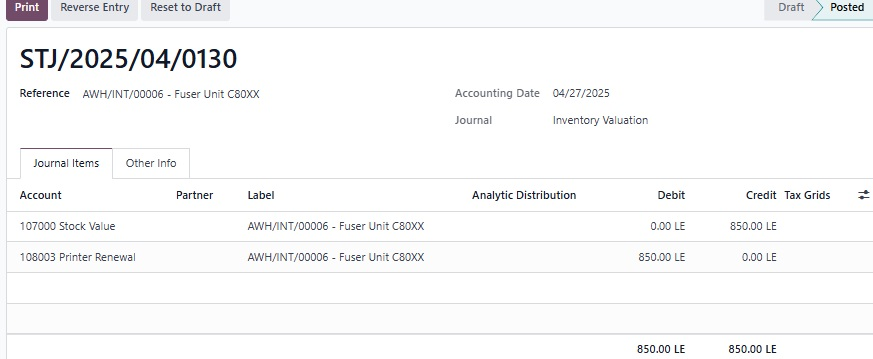 Print Reverse Entry Reset to Draft Draft Posted
STJ/2025/04/0130
Reference AWH/INT/00006 - Fuser Unit C80XX Accounting Date 04/27/2025
Journal Inventory Valuation
Journal Items Other Info
Account Partner Label Analytic Distribution Debit Credit Tax Grids
107000 Stock Value AWH/INT/00006 - Fuser Unit C80XX 0.00 LE 850.00 LE
108003 Printer Renewal AWH/INT/00006 - Fuser Unit C80XX 850.00 LE 0.00 LE
850.00 LE 850.00 LE